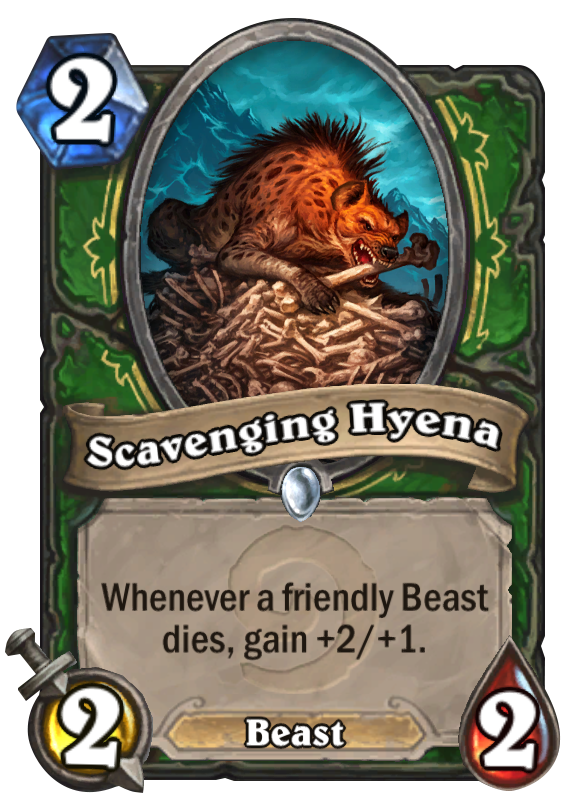 2
Scavenging Hyena
Whenever a friendly Beast
dies, gain +2/+1.
2
Beast
2